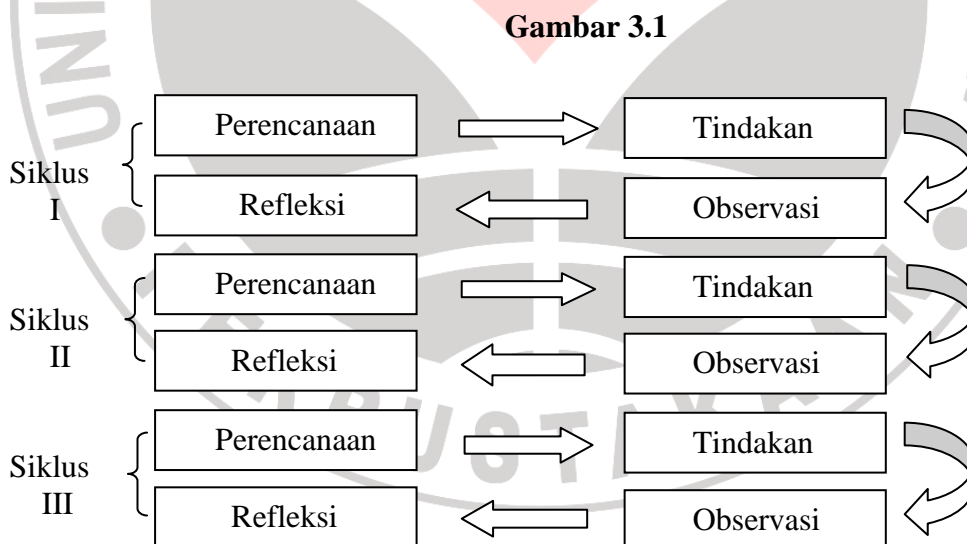 Gambar 3.1
Perencanaan
Tindakan
Siklus
I
Refleksi
Observasi
Perencanaan
Tindakan
Siklus
II
Refleksi
Observasi
Perencanaan
Tindakan
Siklus
III
Refleksi
Observasi